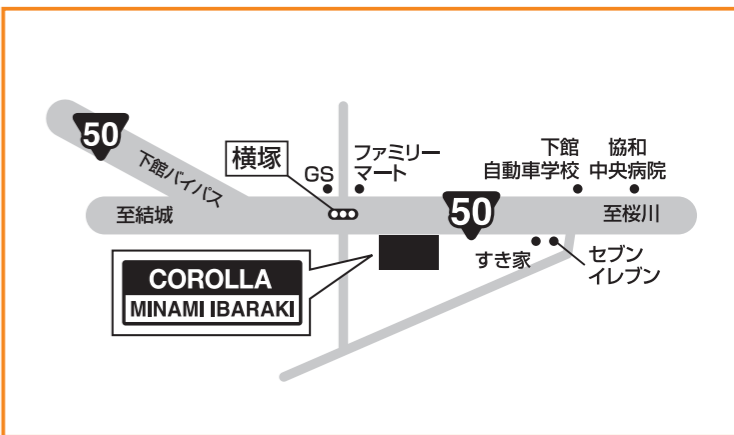 50
下館バイパス
横塚
GS
ファミリー
マート
下館
自動車学校
協和
中央病院
至結城
50
至桜川
COROLLA
MINAMI IBARAKI
すき家
セブン
イレブン